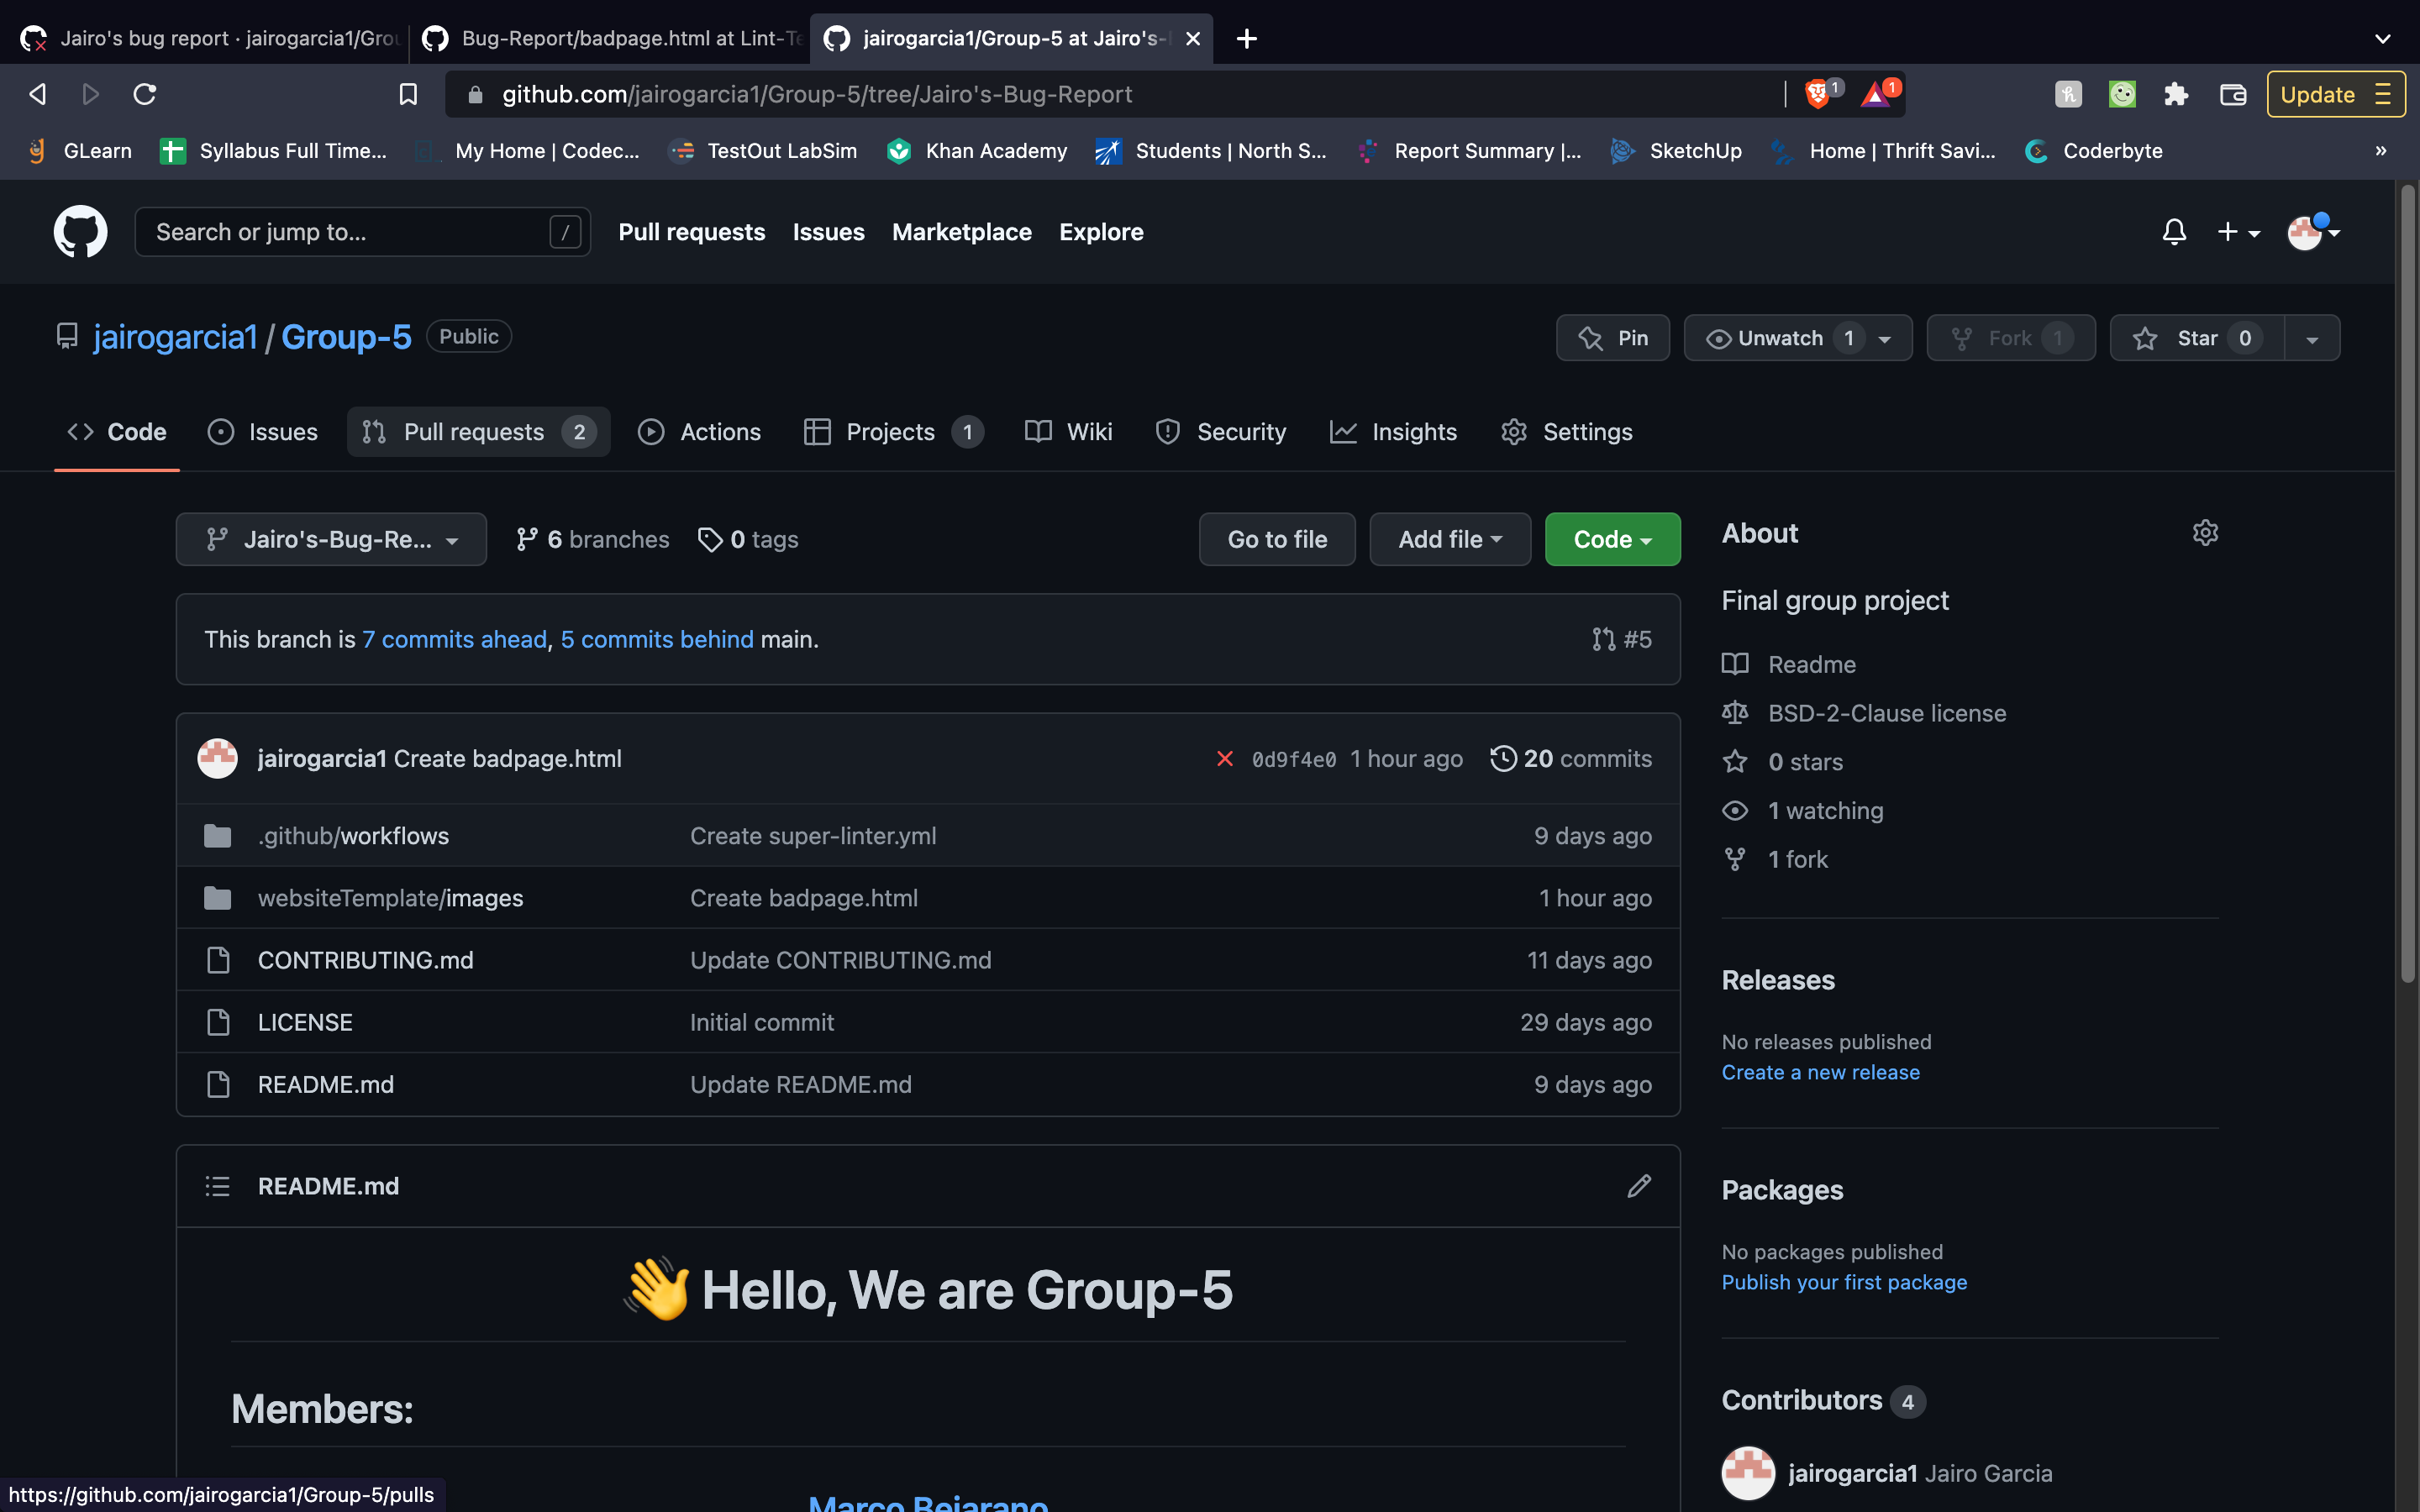 Jairo's bug report · jairogarcia1/Grou
Bug-Report/badpage.html at Lint-Te
jairogarcia1/Group-5 at Jairo's-
github.com/jairogarcia1/Group-5/tree/Jairo's-Bug-Report
1
1
Update
GLearn
Syllabus Full Time...
My Home | Codec...
TestOut LabSim
Khan Academy
Students | North S...
Report Summary |...
SketchUp
Home | Thrift Savi...
Coderbyte
»
Search or jump to... /
Pull requests
Issues
Marketplace
Explore
jairogarcia1 / Group-5 Public
Pin
Unwatch 1
Fork 1
Star 0
Code
Issues
Pull requests 2
Actions
Projects 1
Wiki
Security
Insights
Settings
Jairo's-Bug-Re...
6 branches
0 tags
Go to file
Add file
Code
This branch is 7 commits ahead, 5 commits behind main.
#5
jairogarcia1 Create badpage.html
0d9f4e0 1 hour ago
20 commits
.github/workflows Create super-linter.yml 9 days ago
websiteTemplate/images Create badpage.html 1 hour ago
CONTRIBUTING.md Update CONTRIBUTING.md 11 days ago
LICENSE Initial commit 29 days ago
README.md Update README.md 9 days ago
README.md
👋 Hello, We are Group-5
Members:
Marco Bejarano
About
Final group project
Readme
BSD-2-Clause license
0 stars
1 watching
1 fork
Releases
No releases published
Create a new release
Packages
No packages published
Publish your first package
Contributors 4
jairogarcia1 Jairo Garcia
https://github.com/jairogarcia1/Group-5/pulls